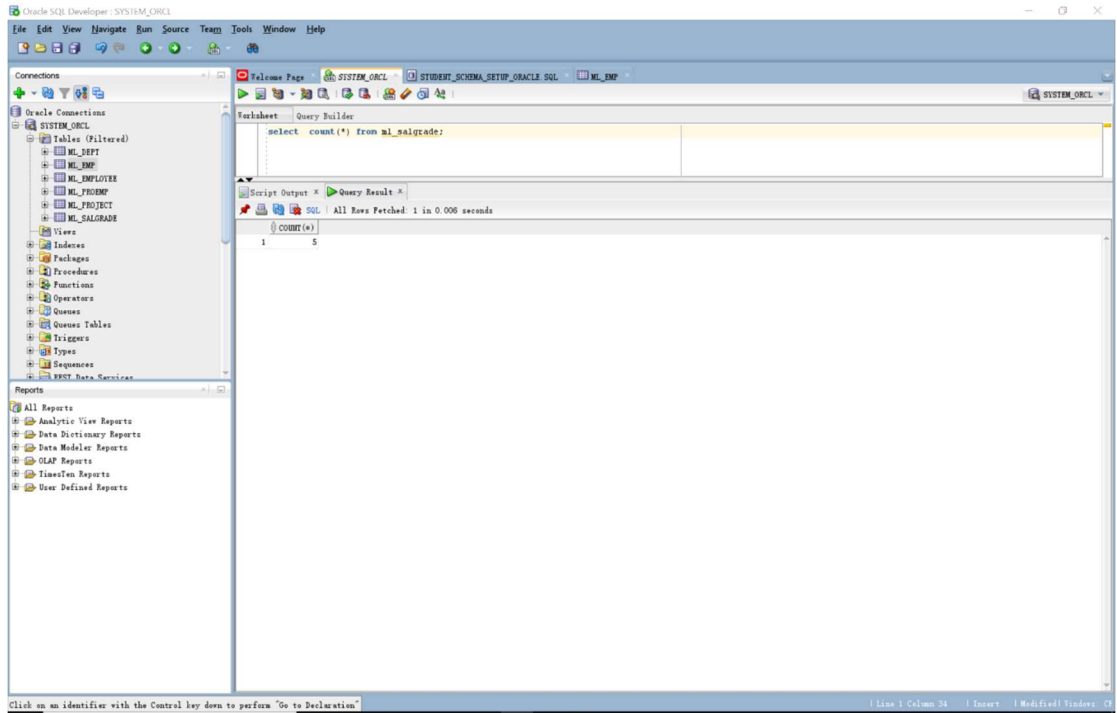 Oracle SQL Developer : SYSTEM_ORCL
File Edit View Navigate Run Source Team Tools Window Help
Connections
Welcome Page SYSTEM_ORCL STUDENT_SCHEMA_SETUP_ORACLE.SQL ML_EMP
SYSTEM_ORCL
Worksheet Query Builder
select count(*) from ml_salgrade;
Oracle Connections
SYSTEM_ORCL
Tables (Filtered)
ML_DEPT
ML_EMP
ML_EMPLOYEE
ML_PROEMP
ML_PROJECT
ML_SALGRADE
Views
Indexes
Packages
Procedures
Functions
Operators
Queues
Queues Tables
Triggers
Types
Sequences
REST Data Services
Script Output x Query Result x
SQL | All Rows Fetched: 1 in 0.006 seconds
COUNT(*)
1 5
Reports
All Reports
Analytic View Reports
Data Dictionary Reports
Data Modeler Reports
OLAP Reports
TimesTen Reports
User Defined Reports
Click on an identifier with the Control key down to perform "Go to Declaration"
Line 1 Column 34 | Insert | Modified| Windows: C